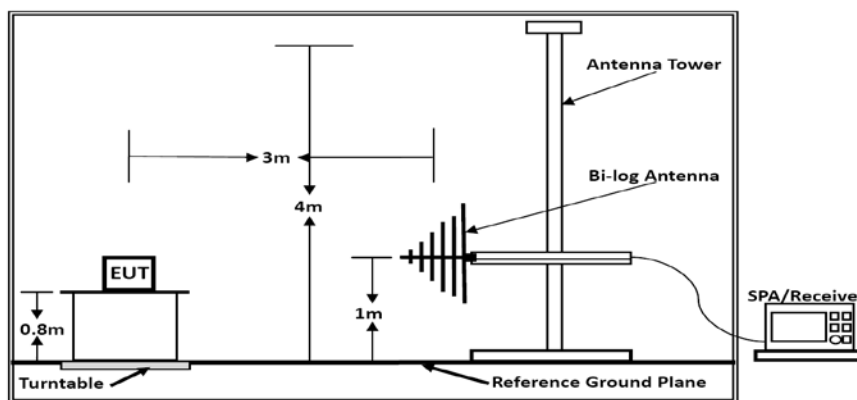 Antenna Tower
3m
Bi-log Antenna
4m
EUT
SPA/Receive
0.8m
1m
Turntable
Reference Ground Plane